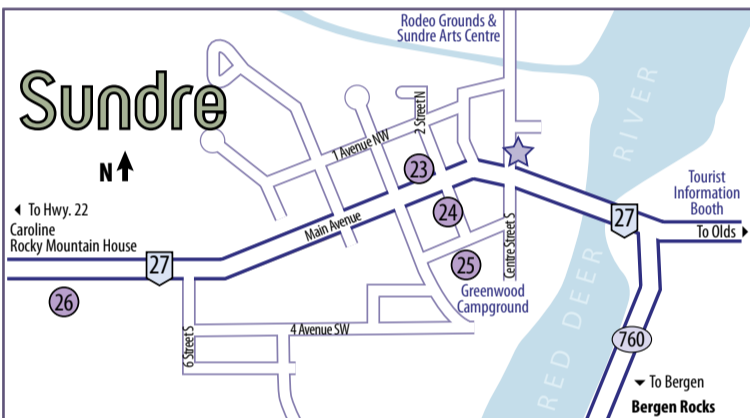 Rodeo Grounds &
Sundre Arts Centre
Sundre
N
RED DEER RIVER
1 Avenue NW
2 Street N
23
Tourist
Information
Booth
To Hwy. 22
Caroline
Rocky Mountain House
Main Avenue
24
27
To Olds
27
25
Centre Street S
26
Greenwood
Campground
6 Street S
4 Avenue SW
760
To Bergen
Bergen Rocks